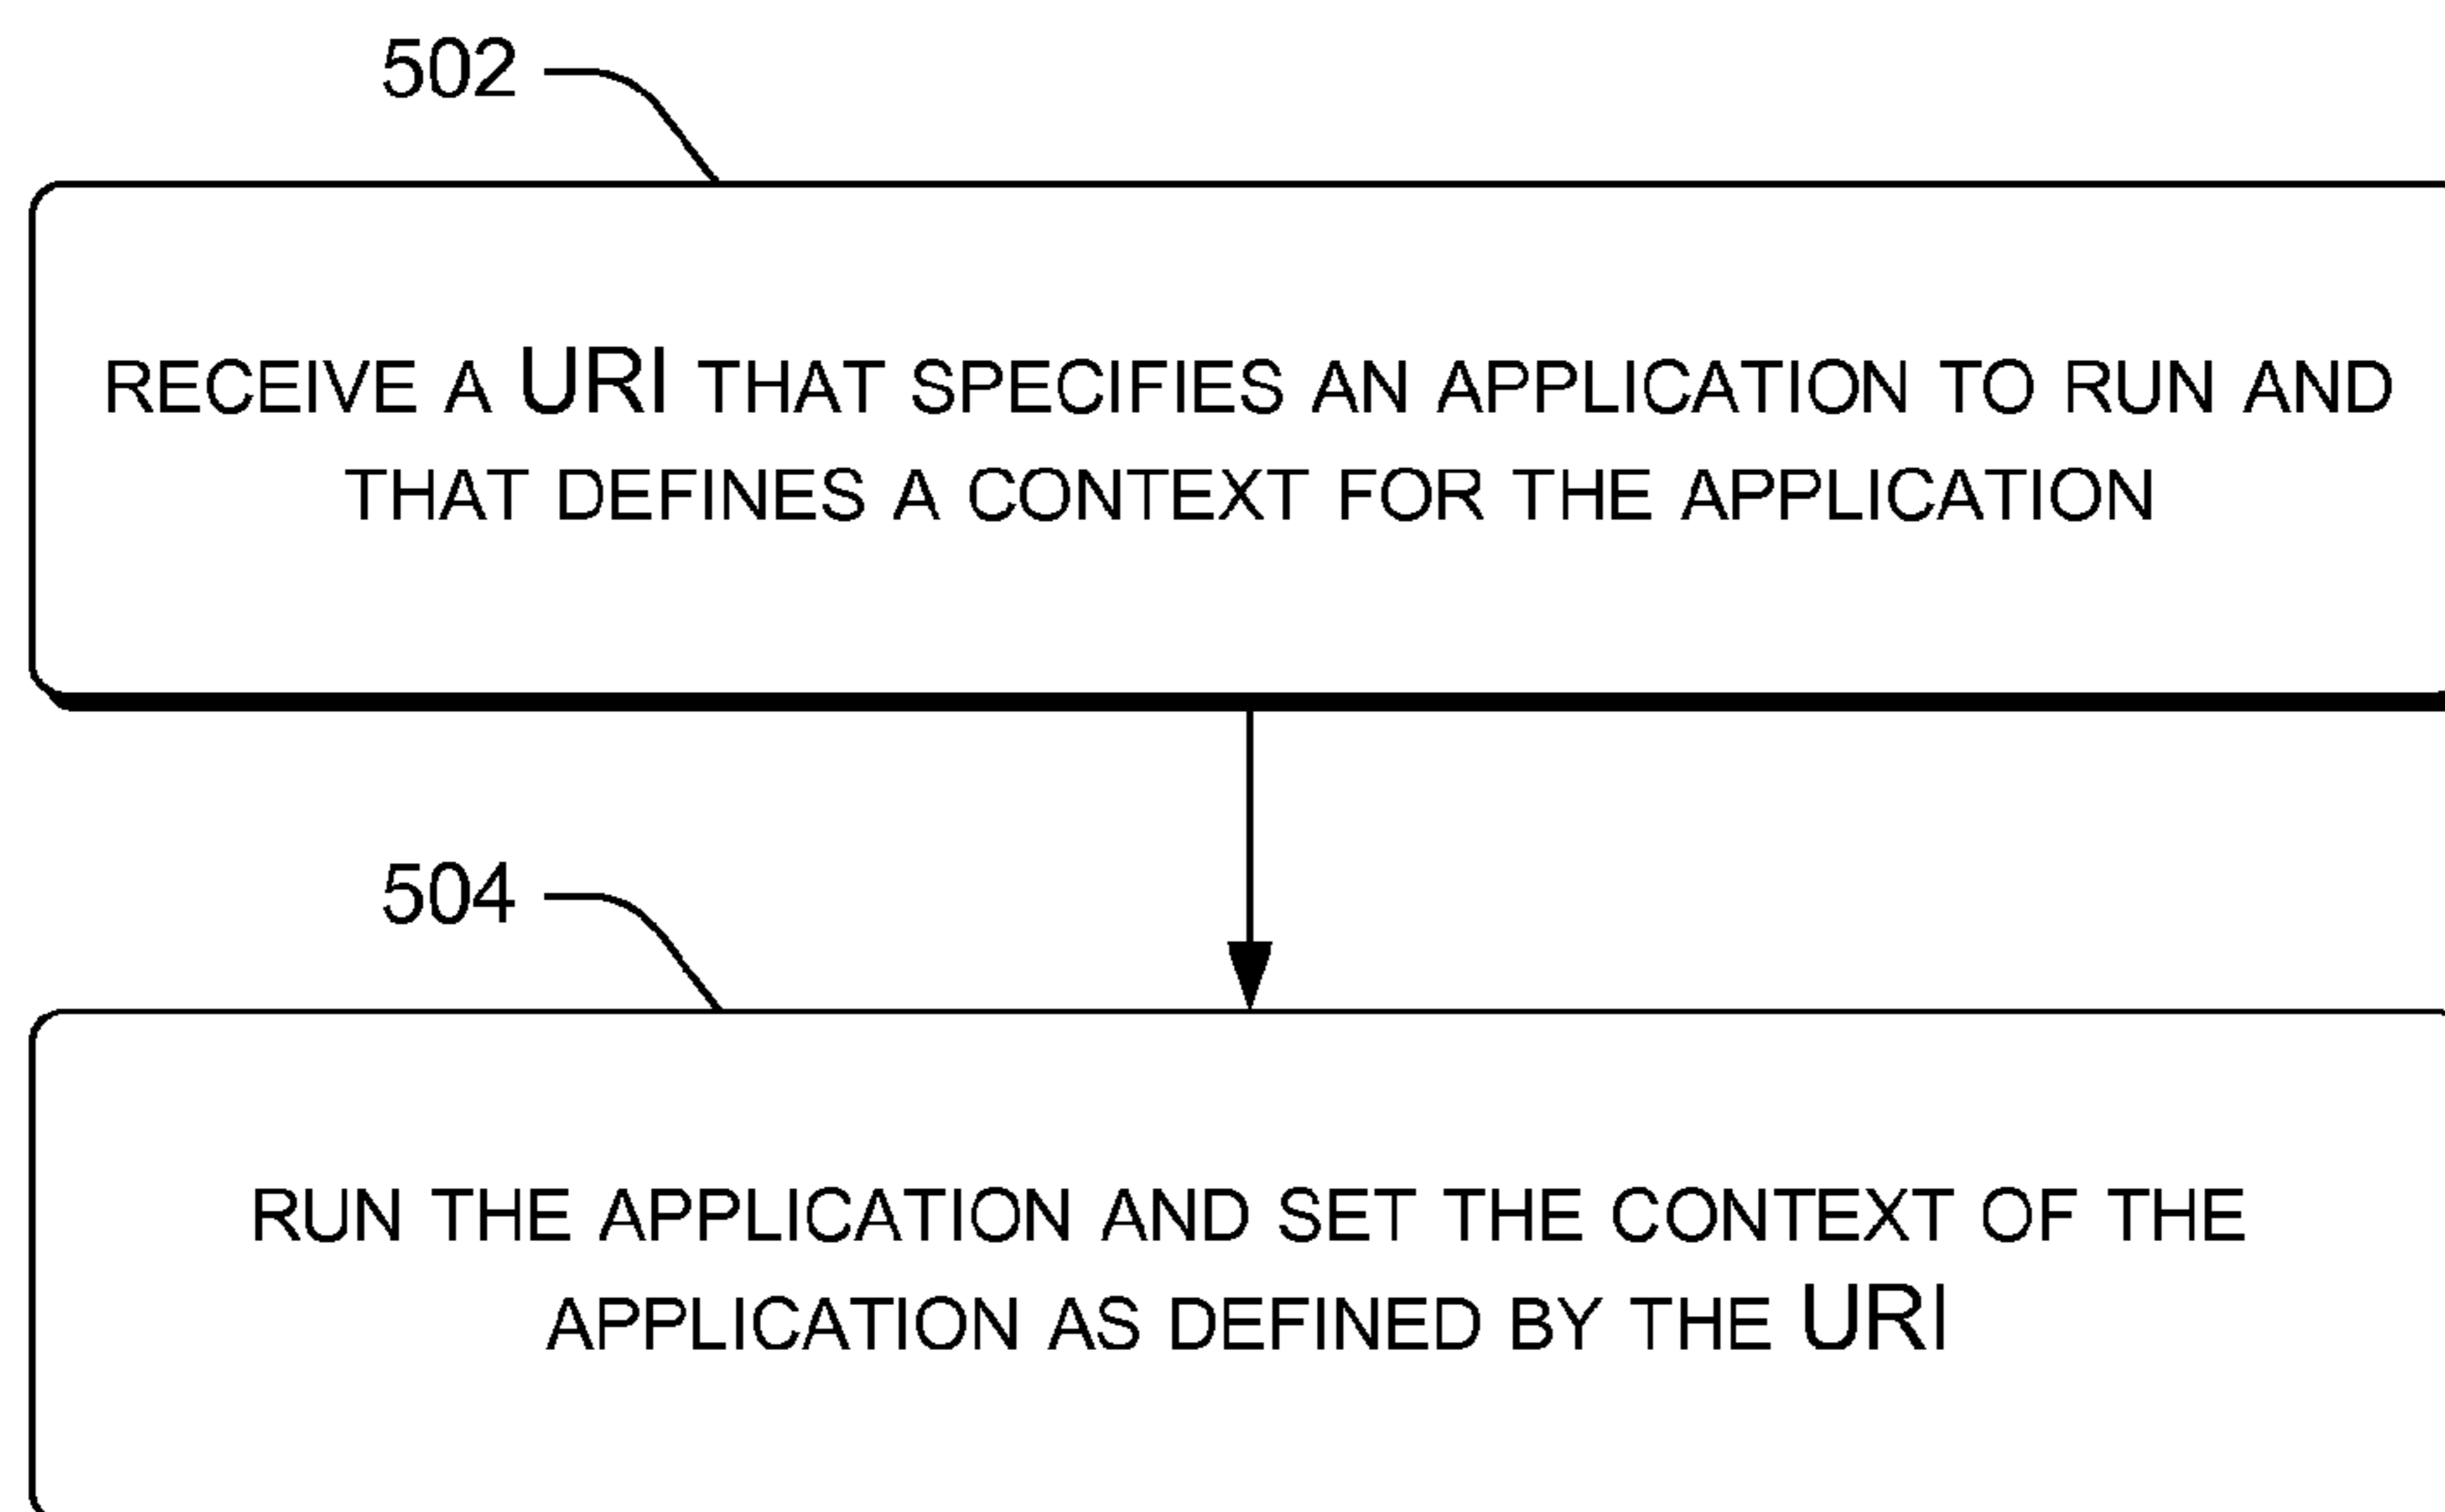 502
RECEIVE A URI THAT SPECIFIES AN APPLICATION TO RUN AND
THAT DEFINES A CONTEXT FOR THE APPLICATION
504
RUN THE APPLICATION AND SET THE CONTEXT OF THE
APPLICATION AS DEFINED BY THE URI